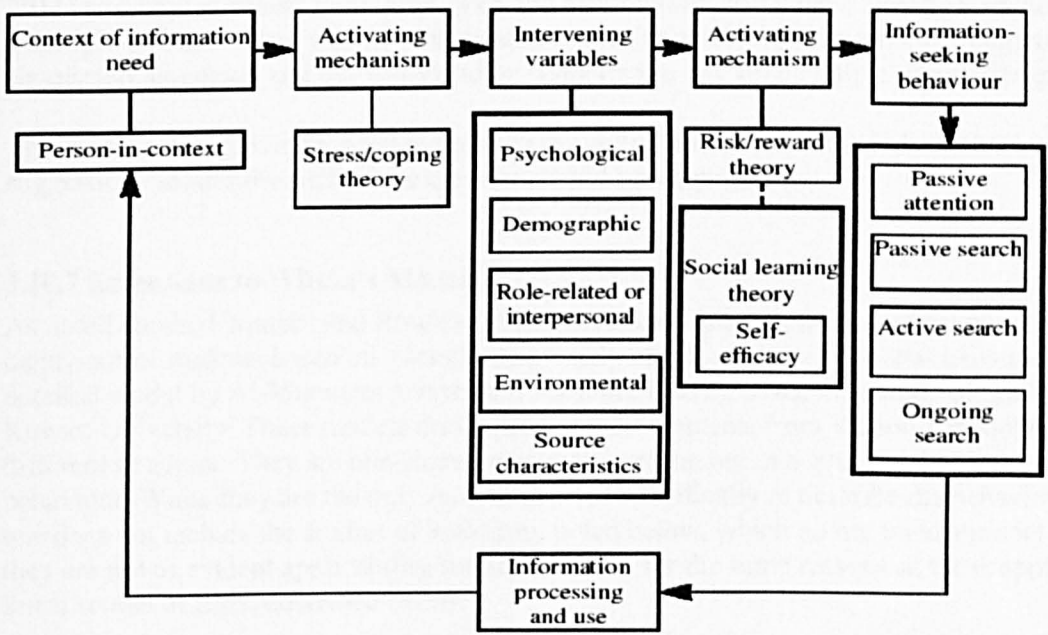 Context of information
need
Activating
mechanism
Intervening
variables
Activating
mechanism
Information-
seeking
behaviour
Person-in-context
Stress/coping
theory
Psychological
Demographic
Role-related or
interpersonal
Environmental
Source
characteristics
Risk/reward
theory
Social learning
theory
Self-
efficacy
Passive
attention
Passive search
Active search
Ongoing
search
Information
processing
and use